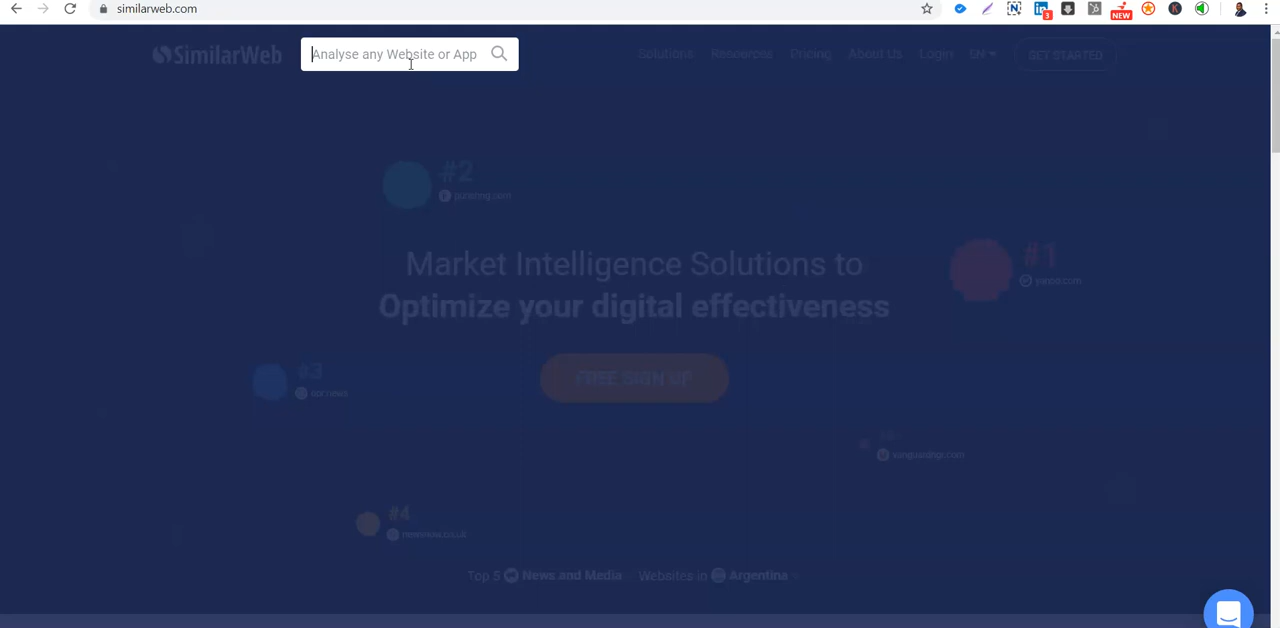 similarweb.com
3
NEW
SimilarWeb
Analyse any Website or App
Solutions
Resources
Pricing
About Us
Login
EN
GET STARTED
#2
#1
Market Intelligence Solutions to
Optimize your digital effectiveness
#3
FREE SIGN UP
#4
Top 5 News and Media Websites in Argentina